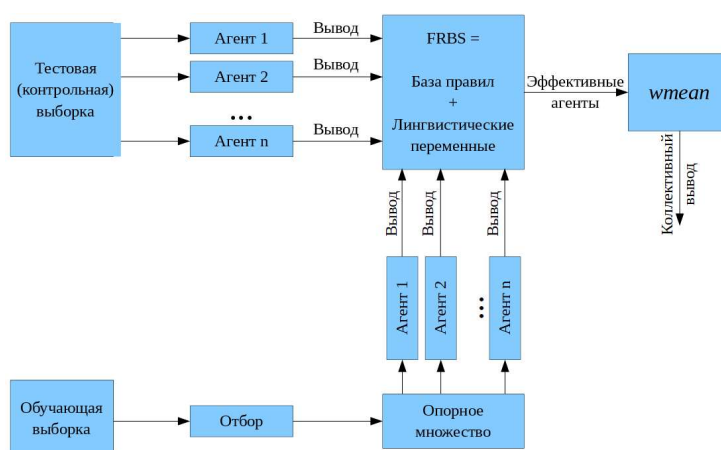 Тестовая
(контрольная)
выборка
Агент 1
Агент 2
...
Агент n
Вывод
Вывод
Вывод
FRBS =
База правил
+
Лингвистические
переменные
Эффективные
агенты
wmean
Коллективный
вывод
Вывод
Вывод
Вывод
Агент 1
Агент 2
...
Агент n
Обучающая
выборка
Отбор
Опорное
множество